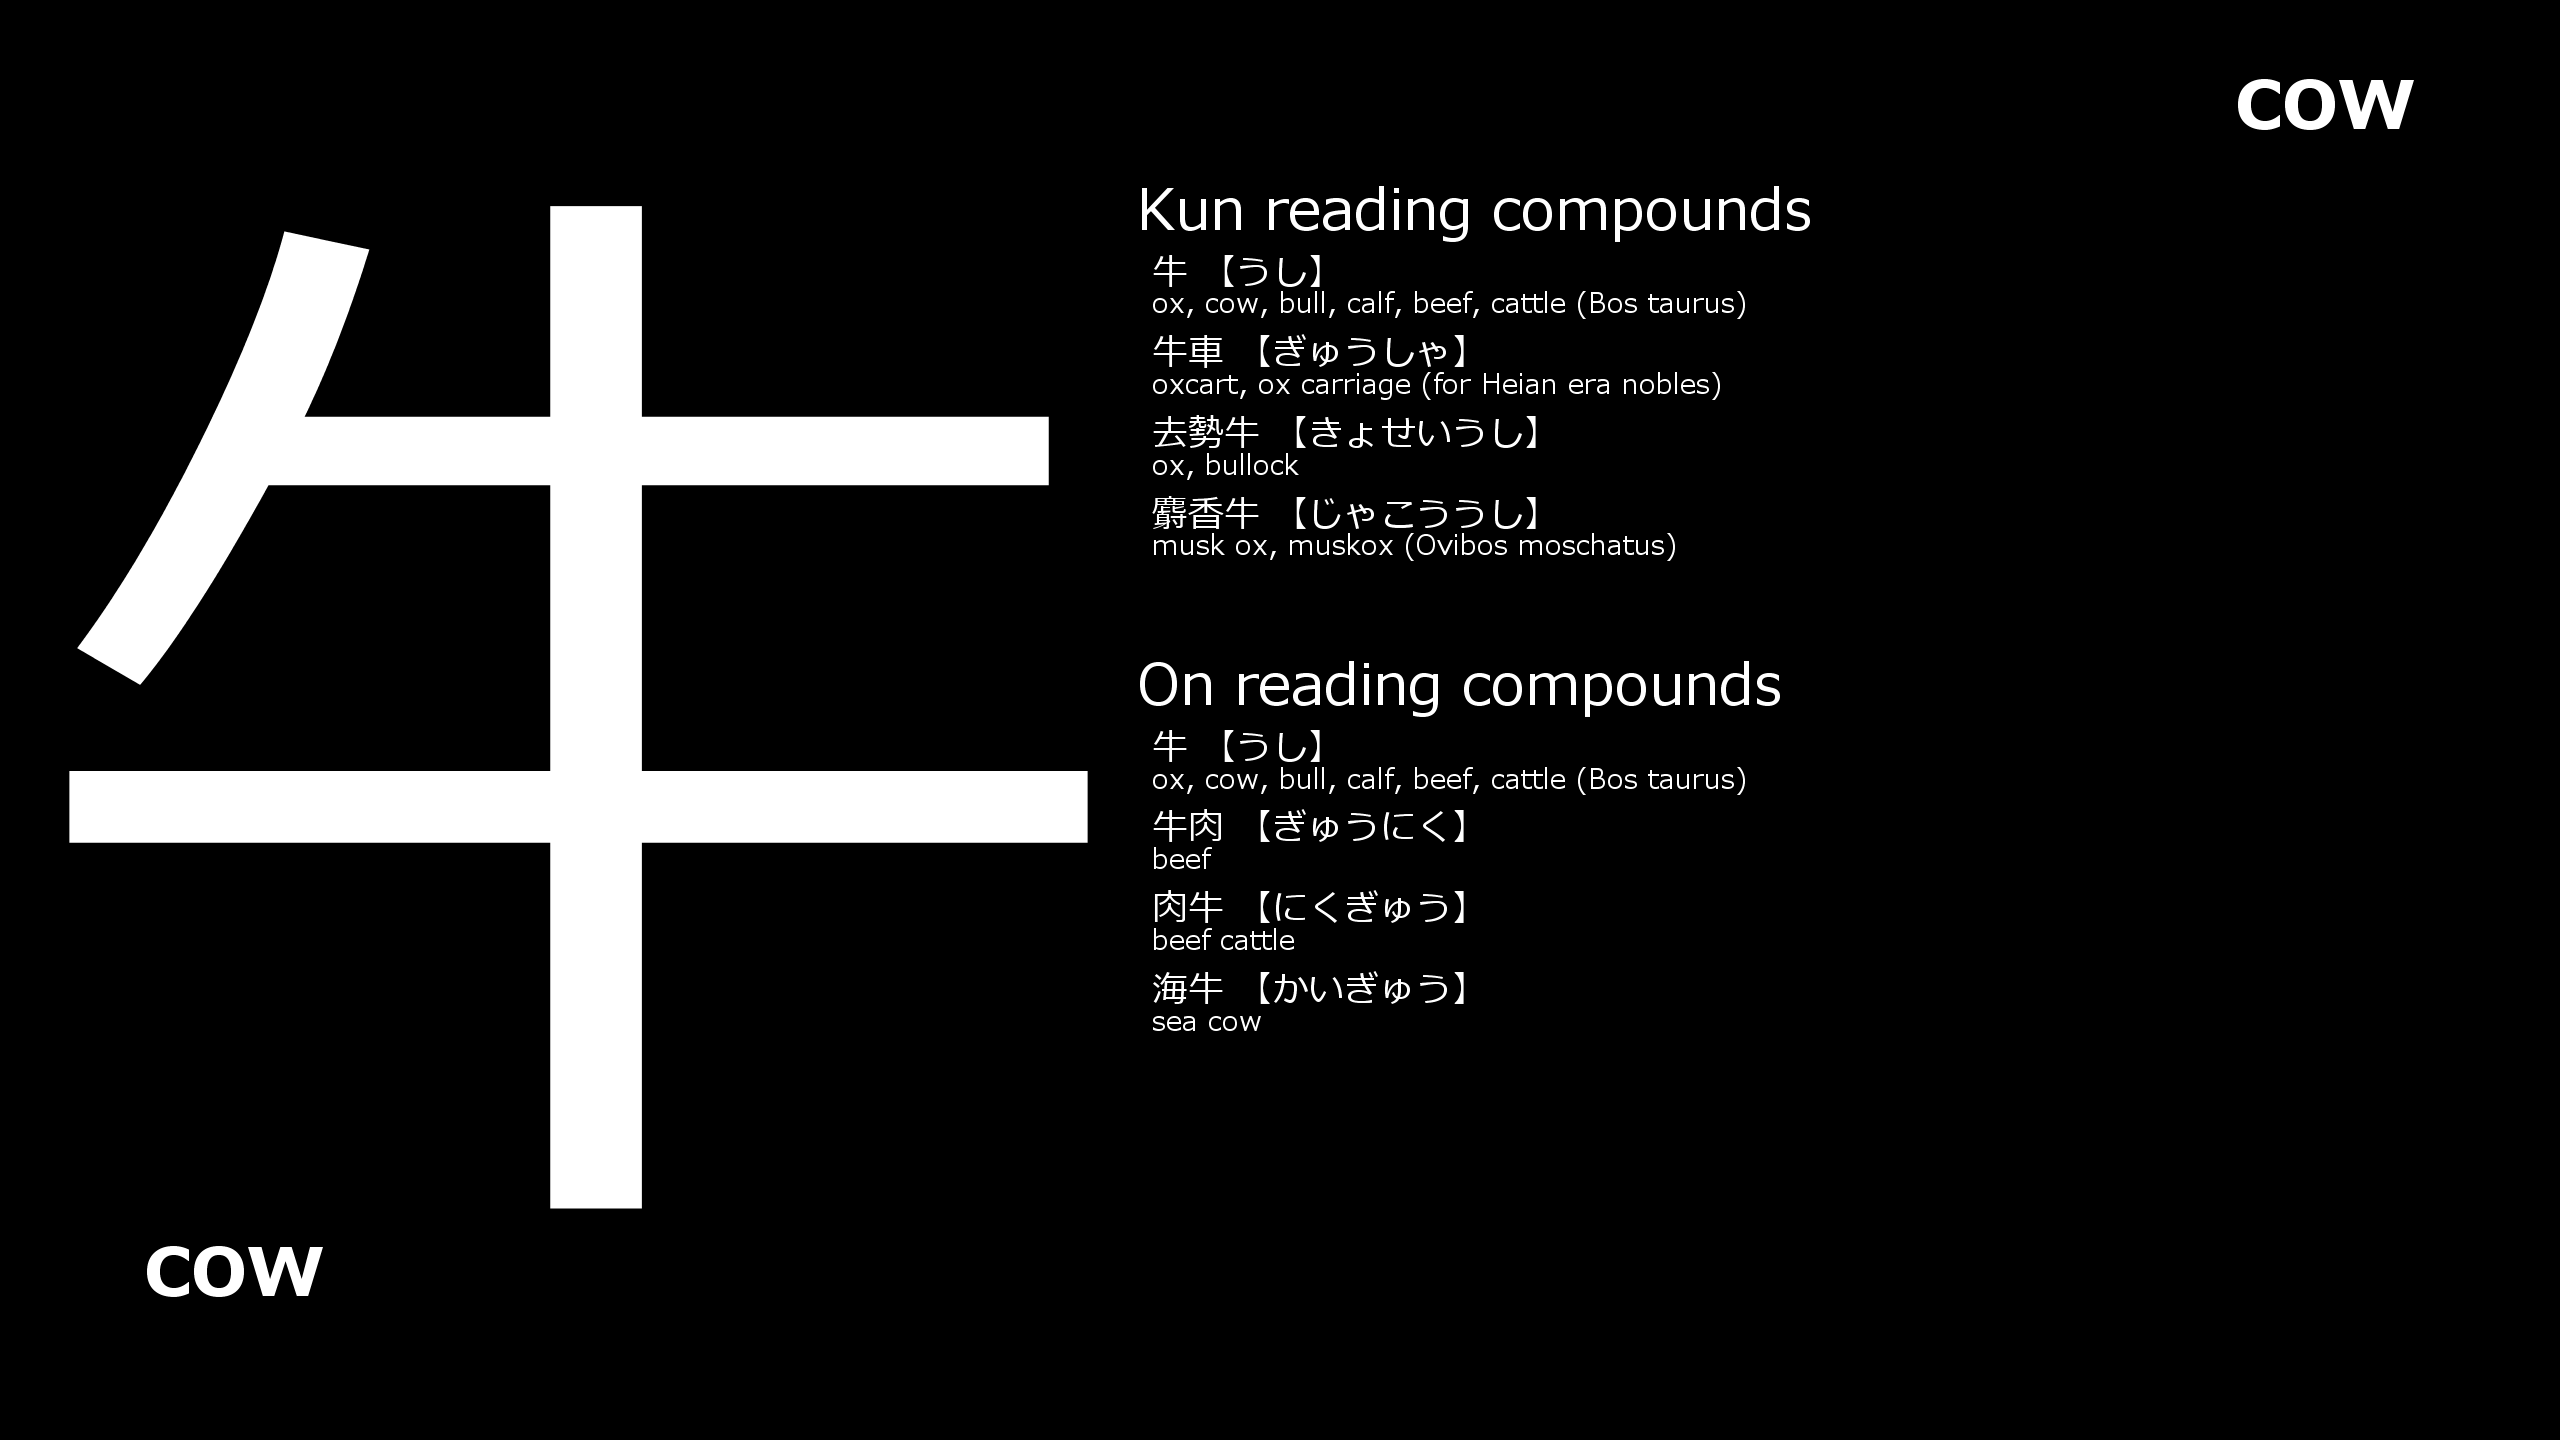 cow
牛
Kun reading compounds
牛 【うし】
ox, cow, bull, calf, beef, cattle (Bos taurus)
牛車 【ぎゅうしゃ】
oxcart, ox carriage (for Heian era nobles)
去勢牛 【きょせいうし】
ox, bullock
麝香牛 【じゃこううし】
musk ox, muskox (Ovibos moschatus)
On reading compounds
牛 【うし】
ox, cow, bull, calf, beef, cattle (Bos taurus)
牛肉 【ぎゅうにく】
beef
肉牛 【にくぎゅう】
beef cattle
海牛 【かいぎゅう】
sea cow
cow